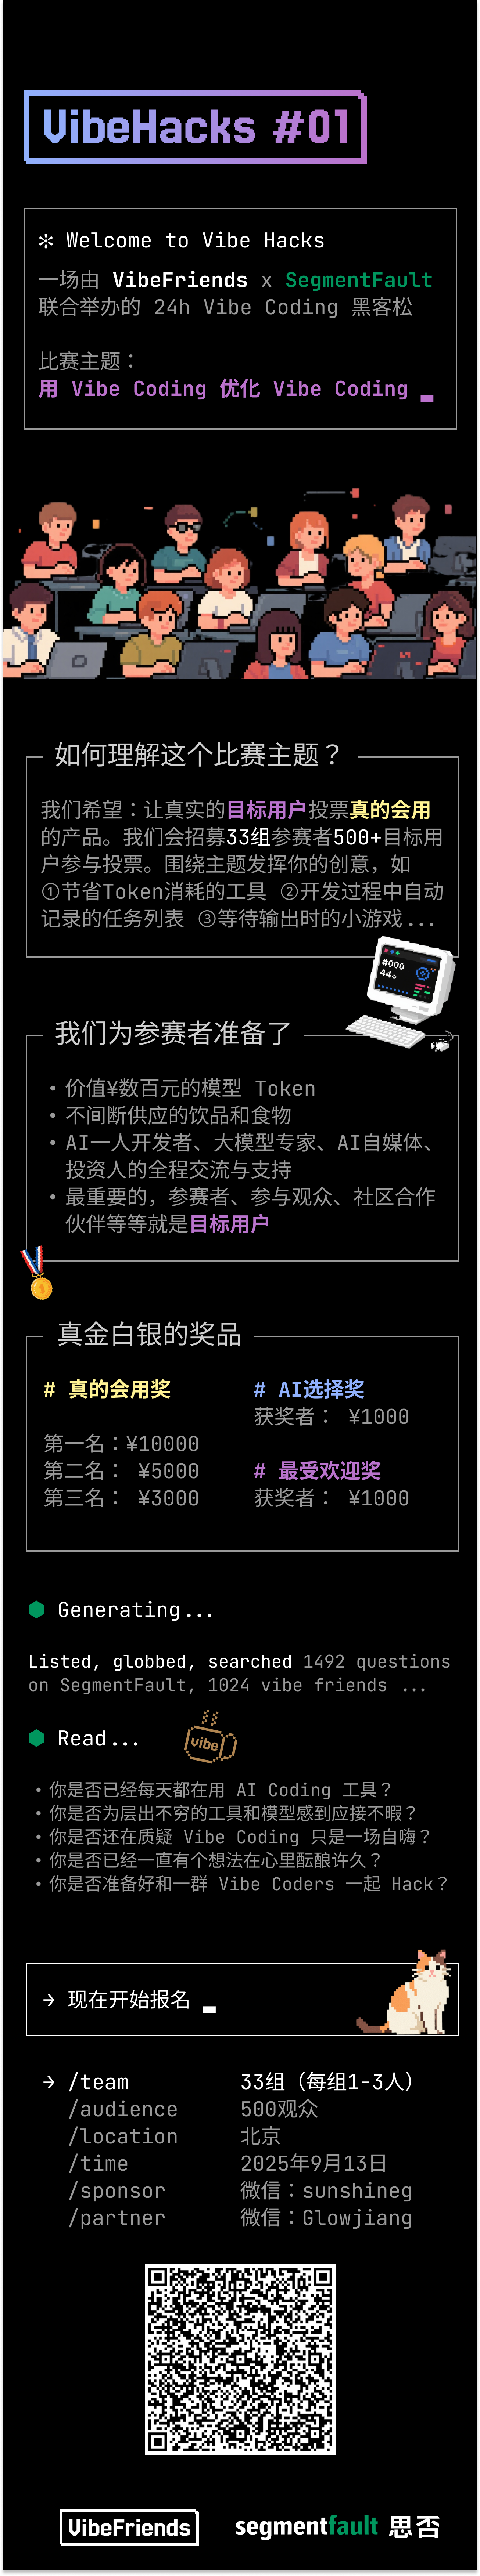 VibeHacks #01
✻ Welcome to Vibe Hacks
一场由 VibeFriends x SegmentFault
联合举办的 24h Vibe Coding 黑客松
比赛主题：
用 Vibe Coding 优化 Vibe Coding _
如何理解这个比赛主题？
我们希望：让真实的目标用户投票真的会用
的产品。我们会招募33组参赛者500+目标用
户参与投票。围绕主题发挥你的创意，如
①节省Token消耗的工具 ②开发过程中自动
记录的任务列表 ③等待输出时的小游戏...
#000
44✧
我们为参赛者准备了
• 价值¥数百元的模型 Token
• 不间断供应的饮品和食物
• AI一人开发者、大模型专家、AI自媒体、
投资人的全程交流与支持
• 最重要的，参赛者、参与观众、社区合作
伙伴等等就是目标用户
真金白银的奖品
# 真的会用奖
第一名：¥10000
第二名： ¥5000
第三名： ¥3000
# AI选择奖
获奖者： ¥1000
# 最受欢迎奖
获奖者： ¥1000
Generating...
Listed, globbed, searched 1492 questions
on SegmentFault, 1024 vibe friends ...
Read...
vibe
• 你是否已经每天都在用 AI Coding 工具？
• 你是否为层出不穷的工具和模型感到应接不暇？
• 你是否还在质疑 Vibe Coding 只是一场自嗨？
• 你是否已经一直有个想法在心里酝酿许久？
• 你是否准备好和一群 Vibe Coders 一起 Hack？
→ 现在开始报名 _
→ /team 33组（每组1-3人）
/audience 500观众
/location 北京
/time 2025年9月13日
/sponsor 微信：sunshineg
/partner 微信：Glowjiang
VibeFriends
segmentfault 思否